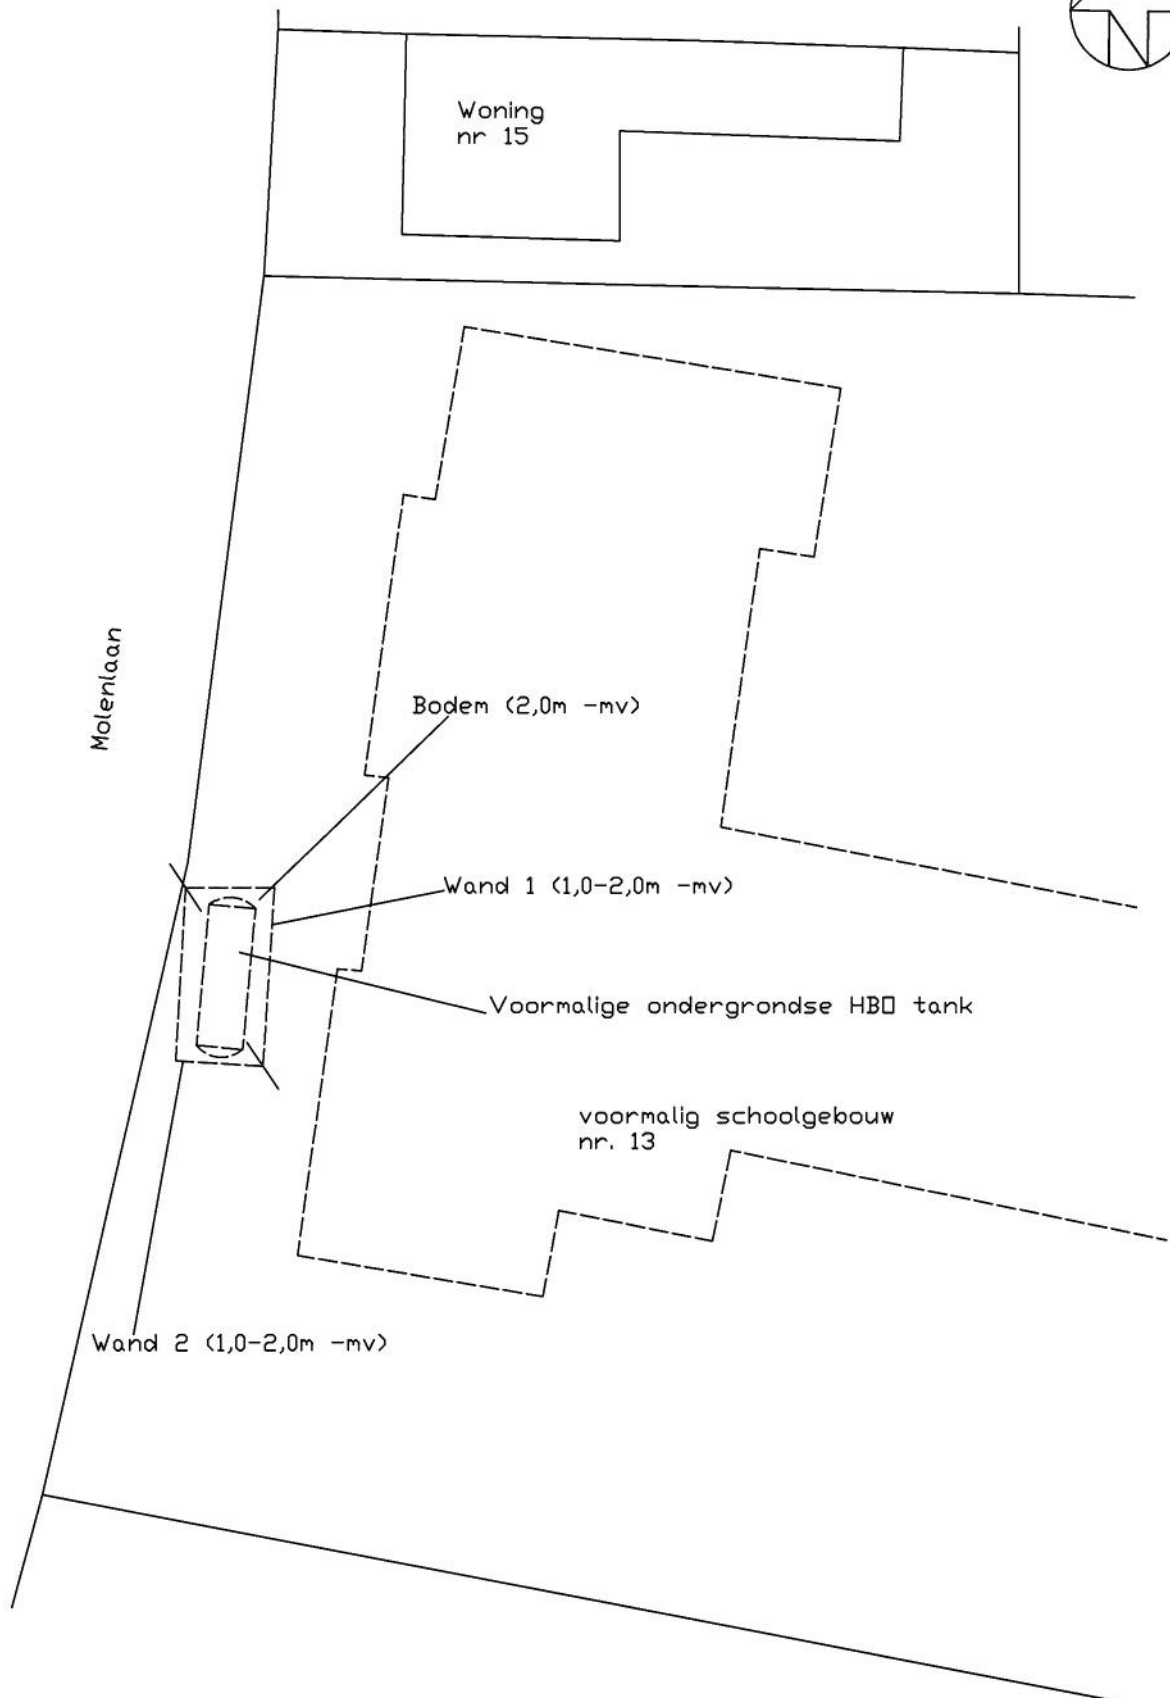 N
Woning
nr 15
Molenlaan
Bodem (2,0m -mv)
Wand 1 (1,0-2,0m -mv)
Voormalige ondergrondse HBO tank
voormalig schoolgebouw
nr. 13
Wand 2 (1,0-2,0m -mv)